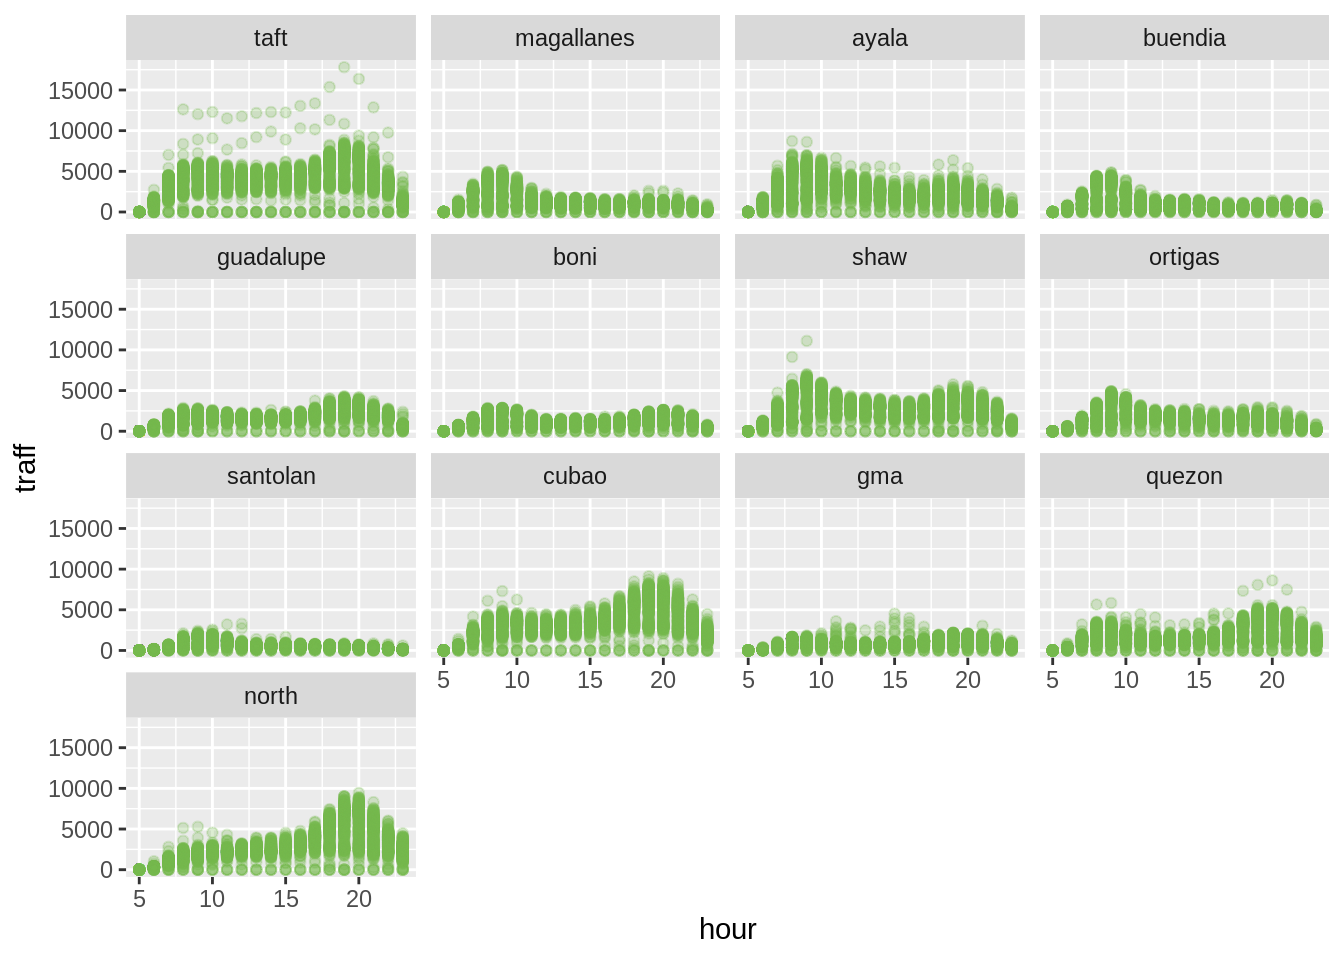 taft magallanes ayala buendia
15000
10000
5000
0
guadalupe boni shaw ortigas
15000
10000
5000
0
traff
santolan cubao gma quezon
15000
10000
5000
0
5 10 15 20 5 10 15 20 5 10 15 20
north
15000
10000
5000
0
5 10 15 20
hour